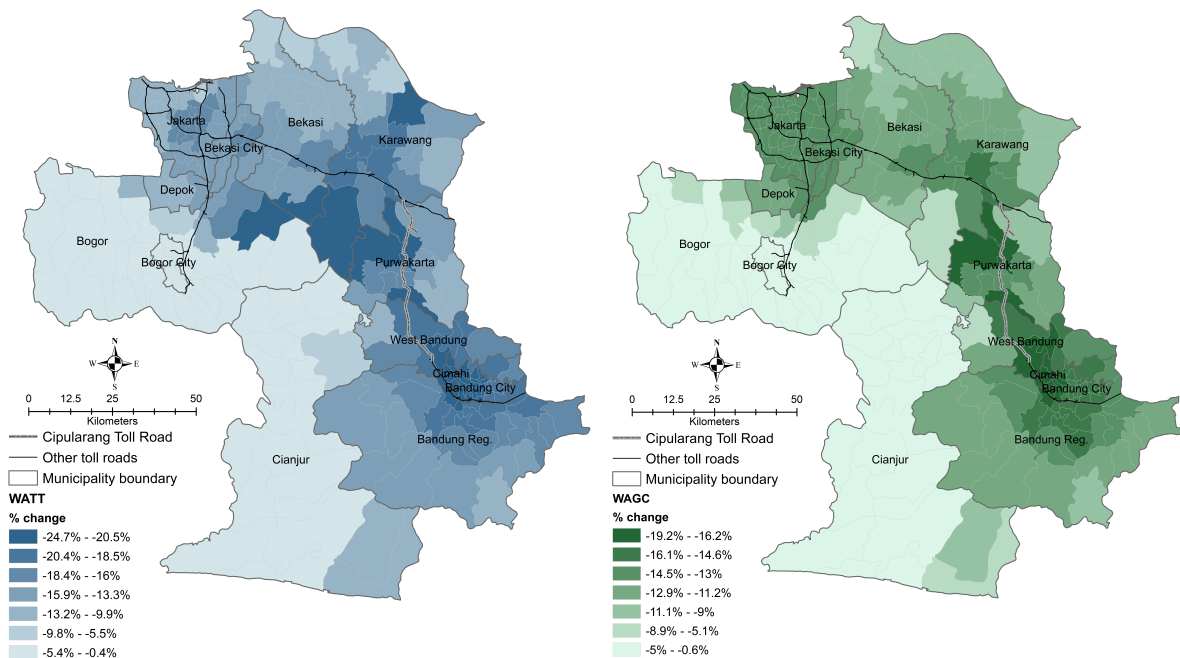 Jakarta
Bekasi
Bekasi City
Karawang
Depok
Bogor
Bogor City
Purwakarta
West Bandung
Cimahi
Bandung City
Bandung Reg.
Cianjur
N
W E
S
0 12.5 25 50
Kilometers
Cipularang Toll Road
Other toll roads
Municipality boundary
WATT
% change
-24.7% - -20.5%
-20.4% - -18.5%
-18.4% - -16%
-15.9% - -13.3%
-13.2% - -9.9%
-9.8% - -5.5%
-5.4% - -0.4%
Jakarta
Bekasi
Bekasi City
Karawang
Depok
Bogor
Bogor City
Purwakarta
West Bandung
Cimahi
Bandung City
Bandung Reg.
Cianjur
N
W E
S
0 12.5 25 50
Kilometers
Cipularang Toll Road
Other toll roads
Municipality boundary
WAGC
% change
-19.2% - -16.2%
-16.1% - -14.6%
-14.5% - -13%
-12.9% - -11.2%
-11.1% - -9%
-8.9% - -5.1%
-5% - -0.6%